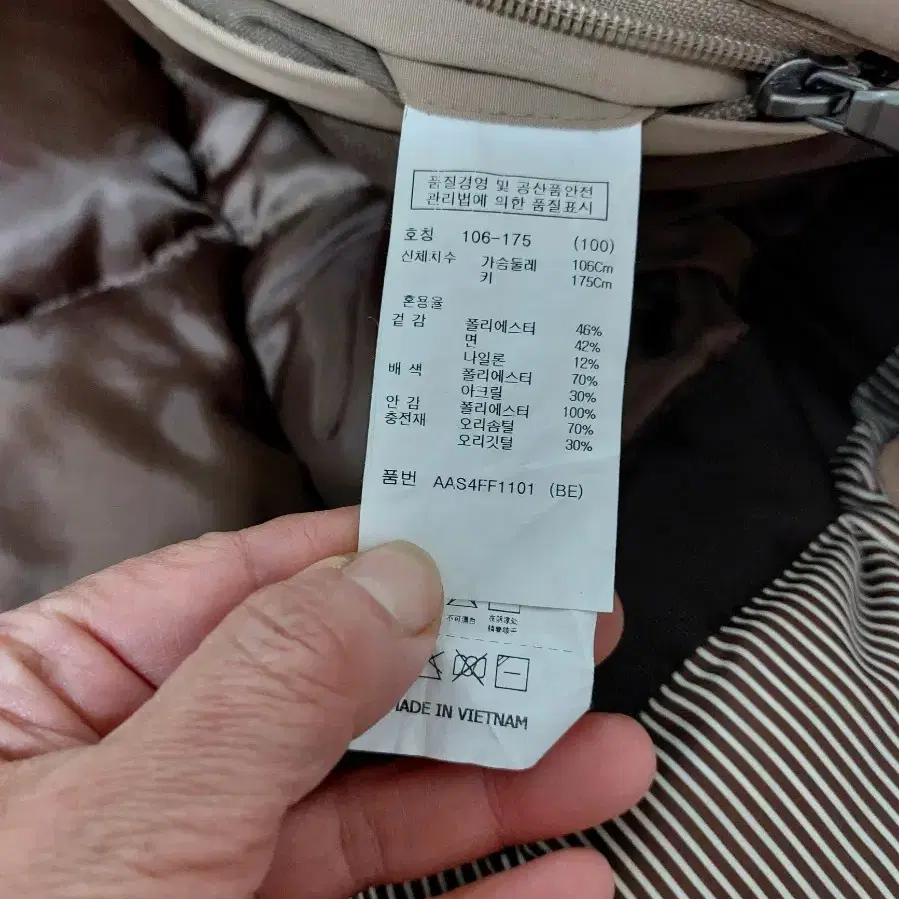 품질경영 및 공산품안전
관리법에 의한 품질표시
호칭 106-175 (100)
신체치수 가슴둘레 106Cm
키 175Cm
혼용율
겉 감 폴리에스터 46%
면 42%
나일론 12%
배 색 폴리에스터 70%
아크릴 30%
안 감 폴리에스터 100%
충전재 오리솜털 70%
오리깃털 30%
품번 AAS4FF1101 (BE)
不可漂白
MADE IN VIETNAM